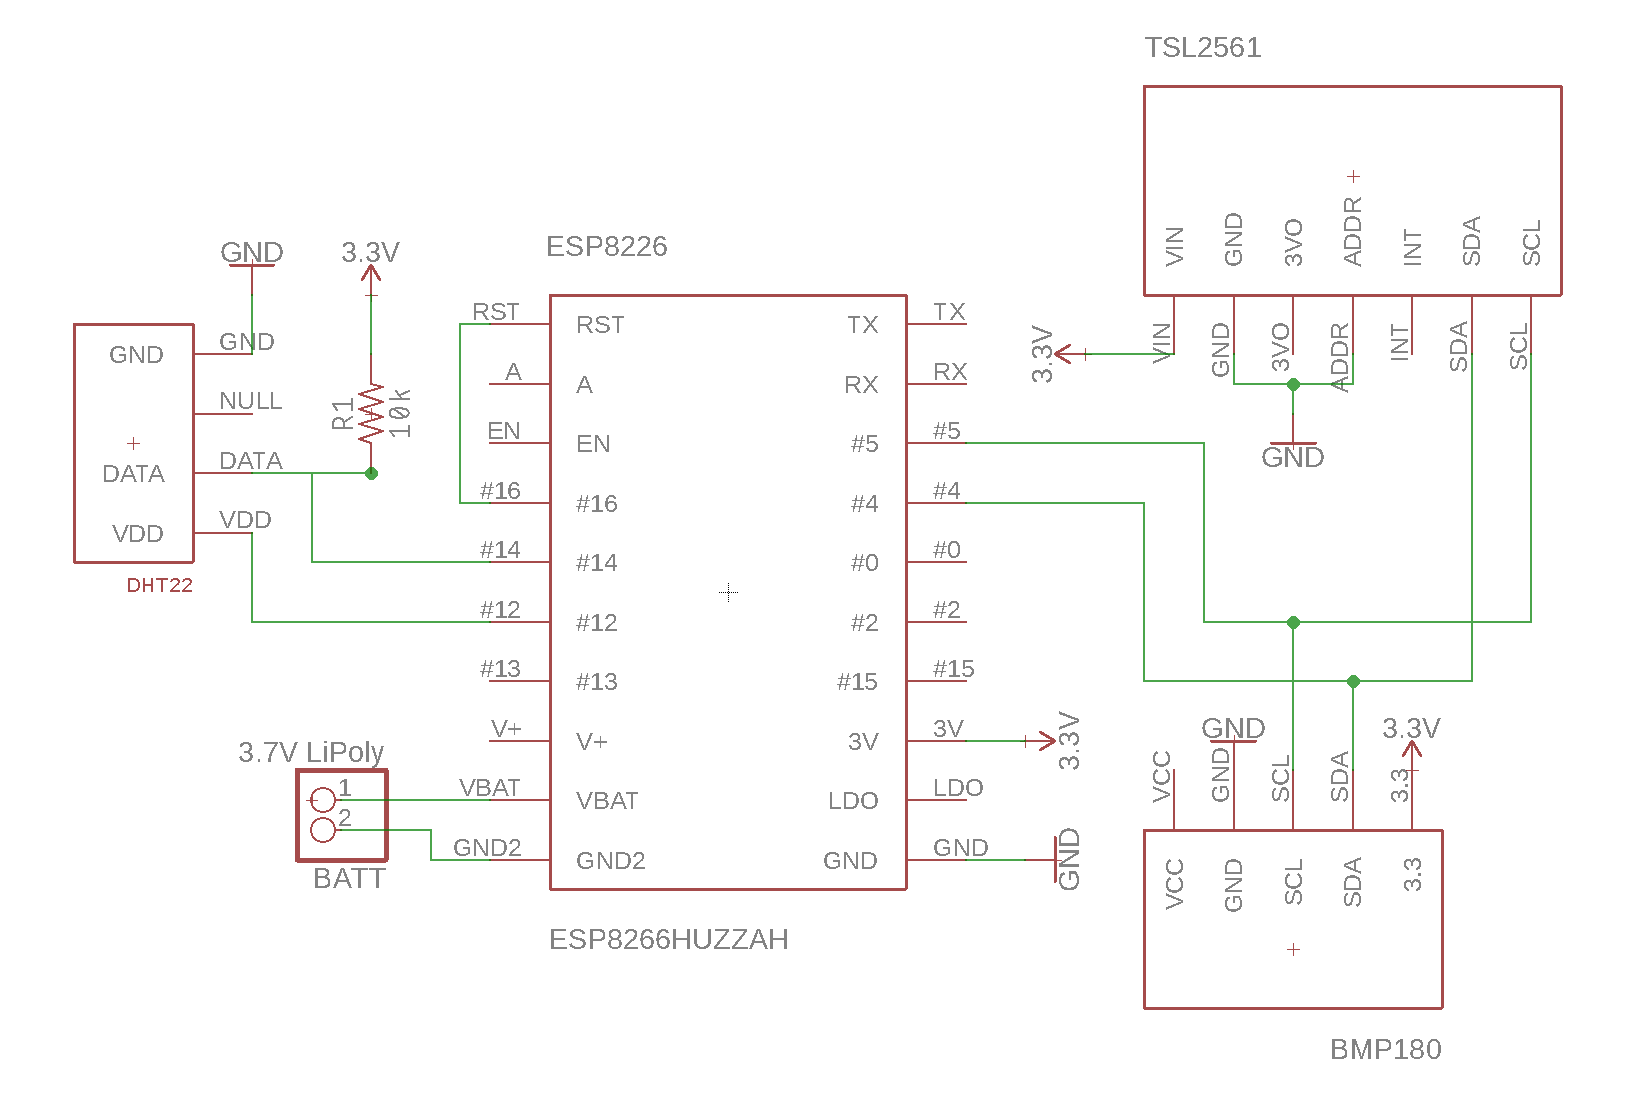 TSL2561
VIN
GND
3VO
ADDR
INT
SDA
SCL
VIN
GND
3VO
ADDR
INT
SDA
SCL
3.3V
GND
GND
3.3V
GND
GND
NULL
DATA
DATA
VDD
VDD
DHT22
R1
10k
ESP8226
RST
RST
A
A
EN
EN
#16
#16
#14
#14
#12
#12
#13
#13
V+
V+
VBAT
VBAT
GND2
GND2
TX
TX
RX
RX
#5
#5
#4
#4
#0
#0
#2
#2
#15
#15
3V
3V
3.3V
LDO
LDO
GND
GND
GND
ESP8266HUZZAH
3.7V LiPoly
1
2
BATT
GND
3.3V
VCC
GND
SCL
SDA
3.3
VCC
GND
SCL
SDA
3.3
BMP180